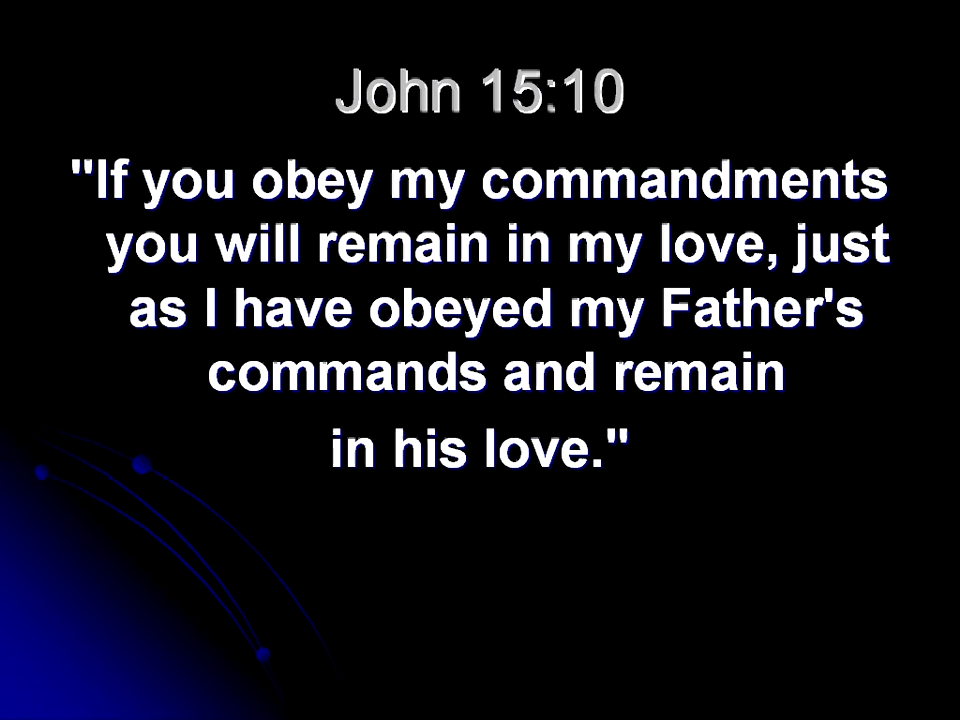 John 15:10
"If you obey my commandments
you will remain in my love, just
as I have obeyed my Father's
commands and remain
in his love."